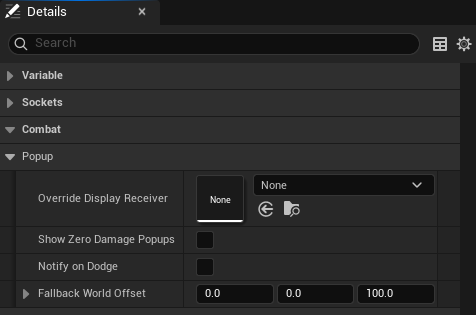 Details
Search
Variable
Sockets
Combat
Popup
Override Display Receiver
None
None
Show Zero Damage Popups
Notify on Dodge
Fallback World Offset
0.0
0.0
100.0